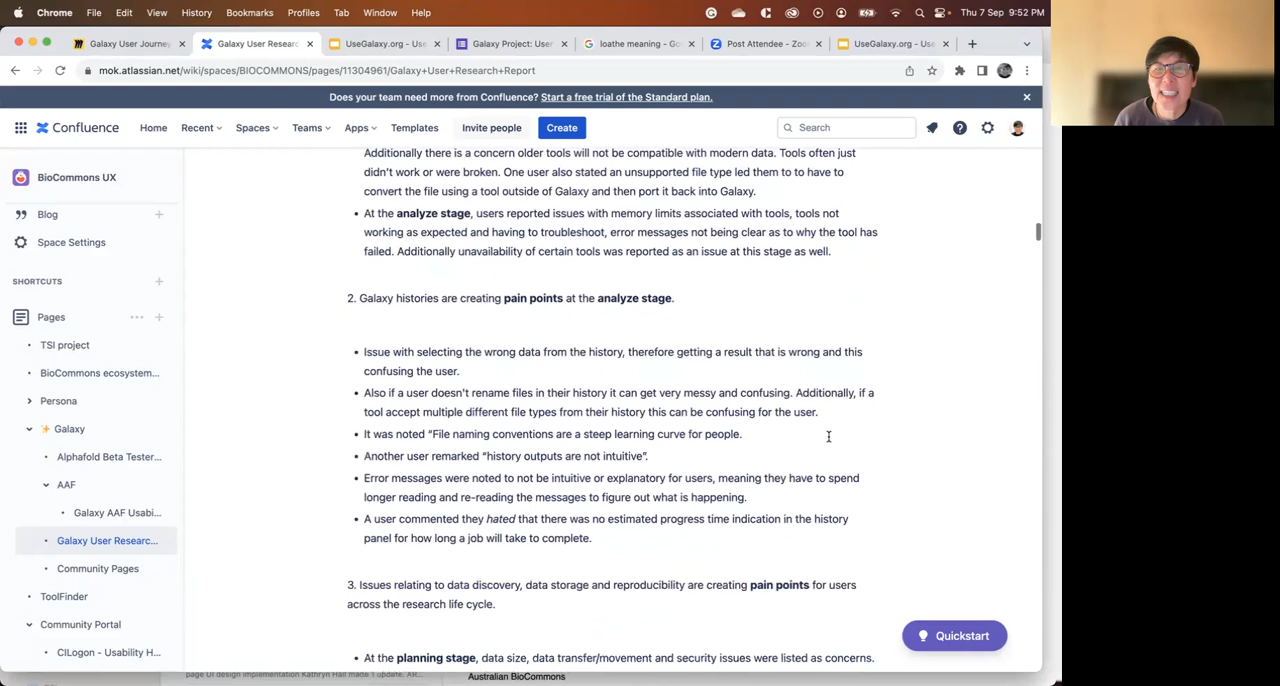 Chrome File Edit View History Bookmarks Profiles Tab Window Help Thu 7 Sep 9:52 PM
Galaxy User Journey × Galaxy User Researc × UseGalaxy.org - Us × Galaxy Project: User × loathe meaning - Go × Post Attendee - Zoo × UseGalaxy.org - Us × +
mok.atlassian.net/wiki/spaces/BIOCOMMONS/pages/11304961/Galaxy+User+Research+Report
Does your team need more from Confluence? Start a free trial of the Standard plan.
Confluence Home Recent Spaces Teams Apps Templates Invite people Create Search
BioCommons UX
Blog
Space Settings
SHORTCUTS
Pages
TSI project
BioCommons ecosystem...
Persona
Galaxy
Alphafold Beta Tester...
AAF
Galaxy AAF Usabi...
Galaxy User Researc...
Community Pages
ToolFinder
Community Portal
CILogon - Usability H...
Additionally there is a concern older tools will not be compatible with modern data. Tools often just
didn't work or were broken. One user also stated an unsupported file type led them to to have to
convert the file using a tool outside of Galaxy and then port it back into Galaxy.
• At the analyze stage, users reported issues with memory limits associated with tools, tools not
working as expected and having to troubleshoot, error messages not being clear as to why the tool has
failed. Additionally unavailability of certain tools was reported as an issue at this stage as well.
2. Galaxy histories are creating pain points at the analyze stage.
• Issue with selecting the wrong data from the history, therefore getting a result that is wrong and this
confusing the user.
• Also if a user doesn't rename files in their history it can get very messy and confusing. Additionally, if a
tool accept multiple different file types from their history this can be confusing for the user.
• It was noted “File naming conventions are a steep learning curve for people.
• Another user remarked “history outputs are not intuitive”.
• Error messages were noted to not be intuitive or explanatory for users, meaning they have to spend
longer reading and re-reading the messages to figure out what is happening.
• A user commented they hated that there was no estimated progress time indication in the history
panel for how long a job will take to complete.
3. Issues relating to data discovery, data storage and reproducibility are creating pain points for users
across the research life cycle.
• At the planning stage, data size, data transfer/movement and security issues were listed as concerns.
Quickstart
page UI design implementation Kathryn Hall made 1 update.
Australian BioCommons